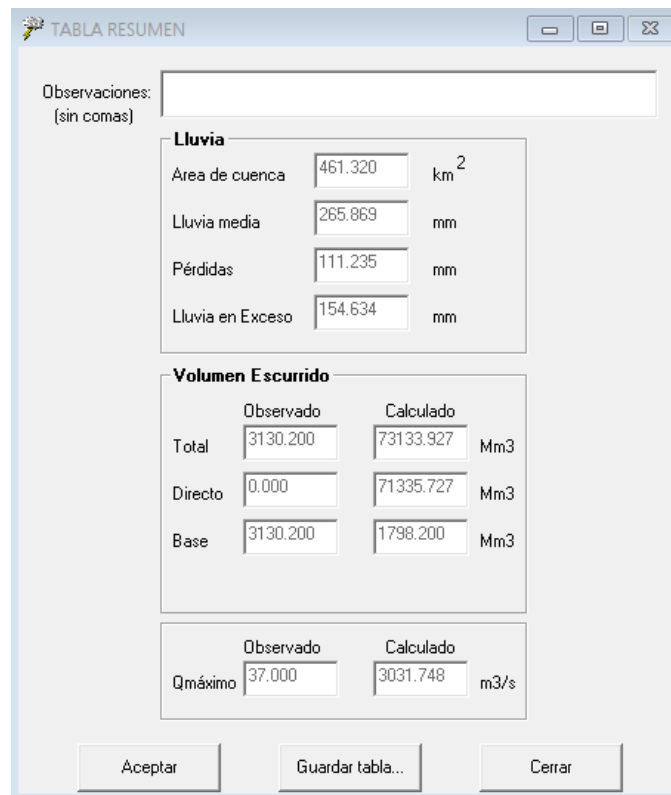 TABLA RESUMEN
Observaciones:
(sin comas)
Lluvia
Area de cuenca 461.320 km2
Lluvia media 265.869 mm
Pérdidas 111.235 mm
Lluvia en Exceso 154.634 mm
Volumen Escurrido
Observado Calculado
Total 3130.200 73133.927 Mm3
Directo 0.000 71335.727 Mm3
Base 3130.200 1798.200 Mm3
Observado Calculado
Qmáximo 37.000 3031.748 m3/s
Aceptar Guardar tabla... Cerrar